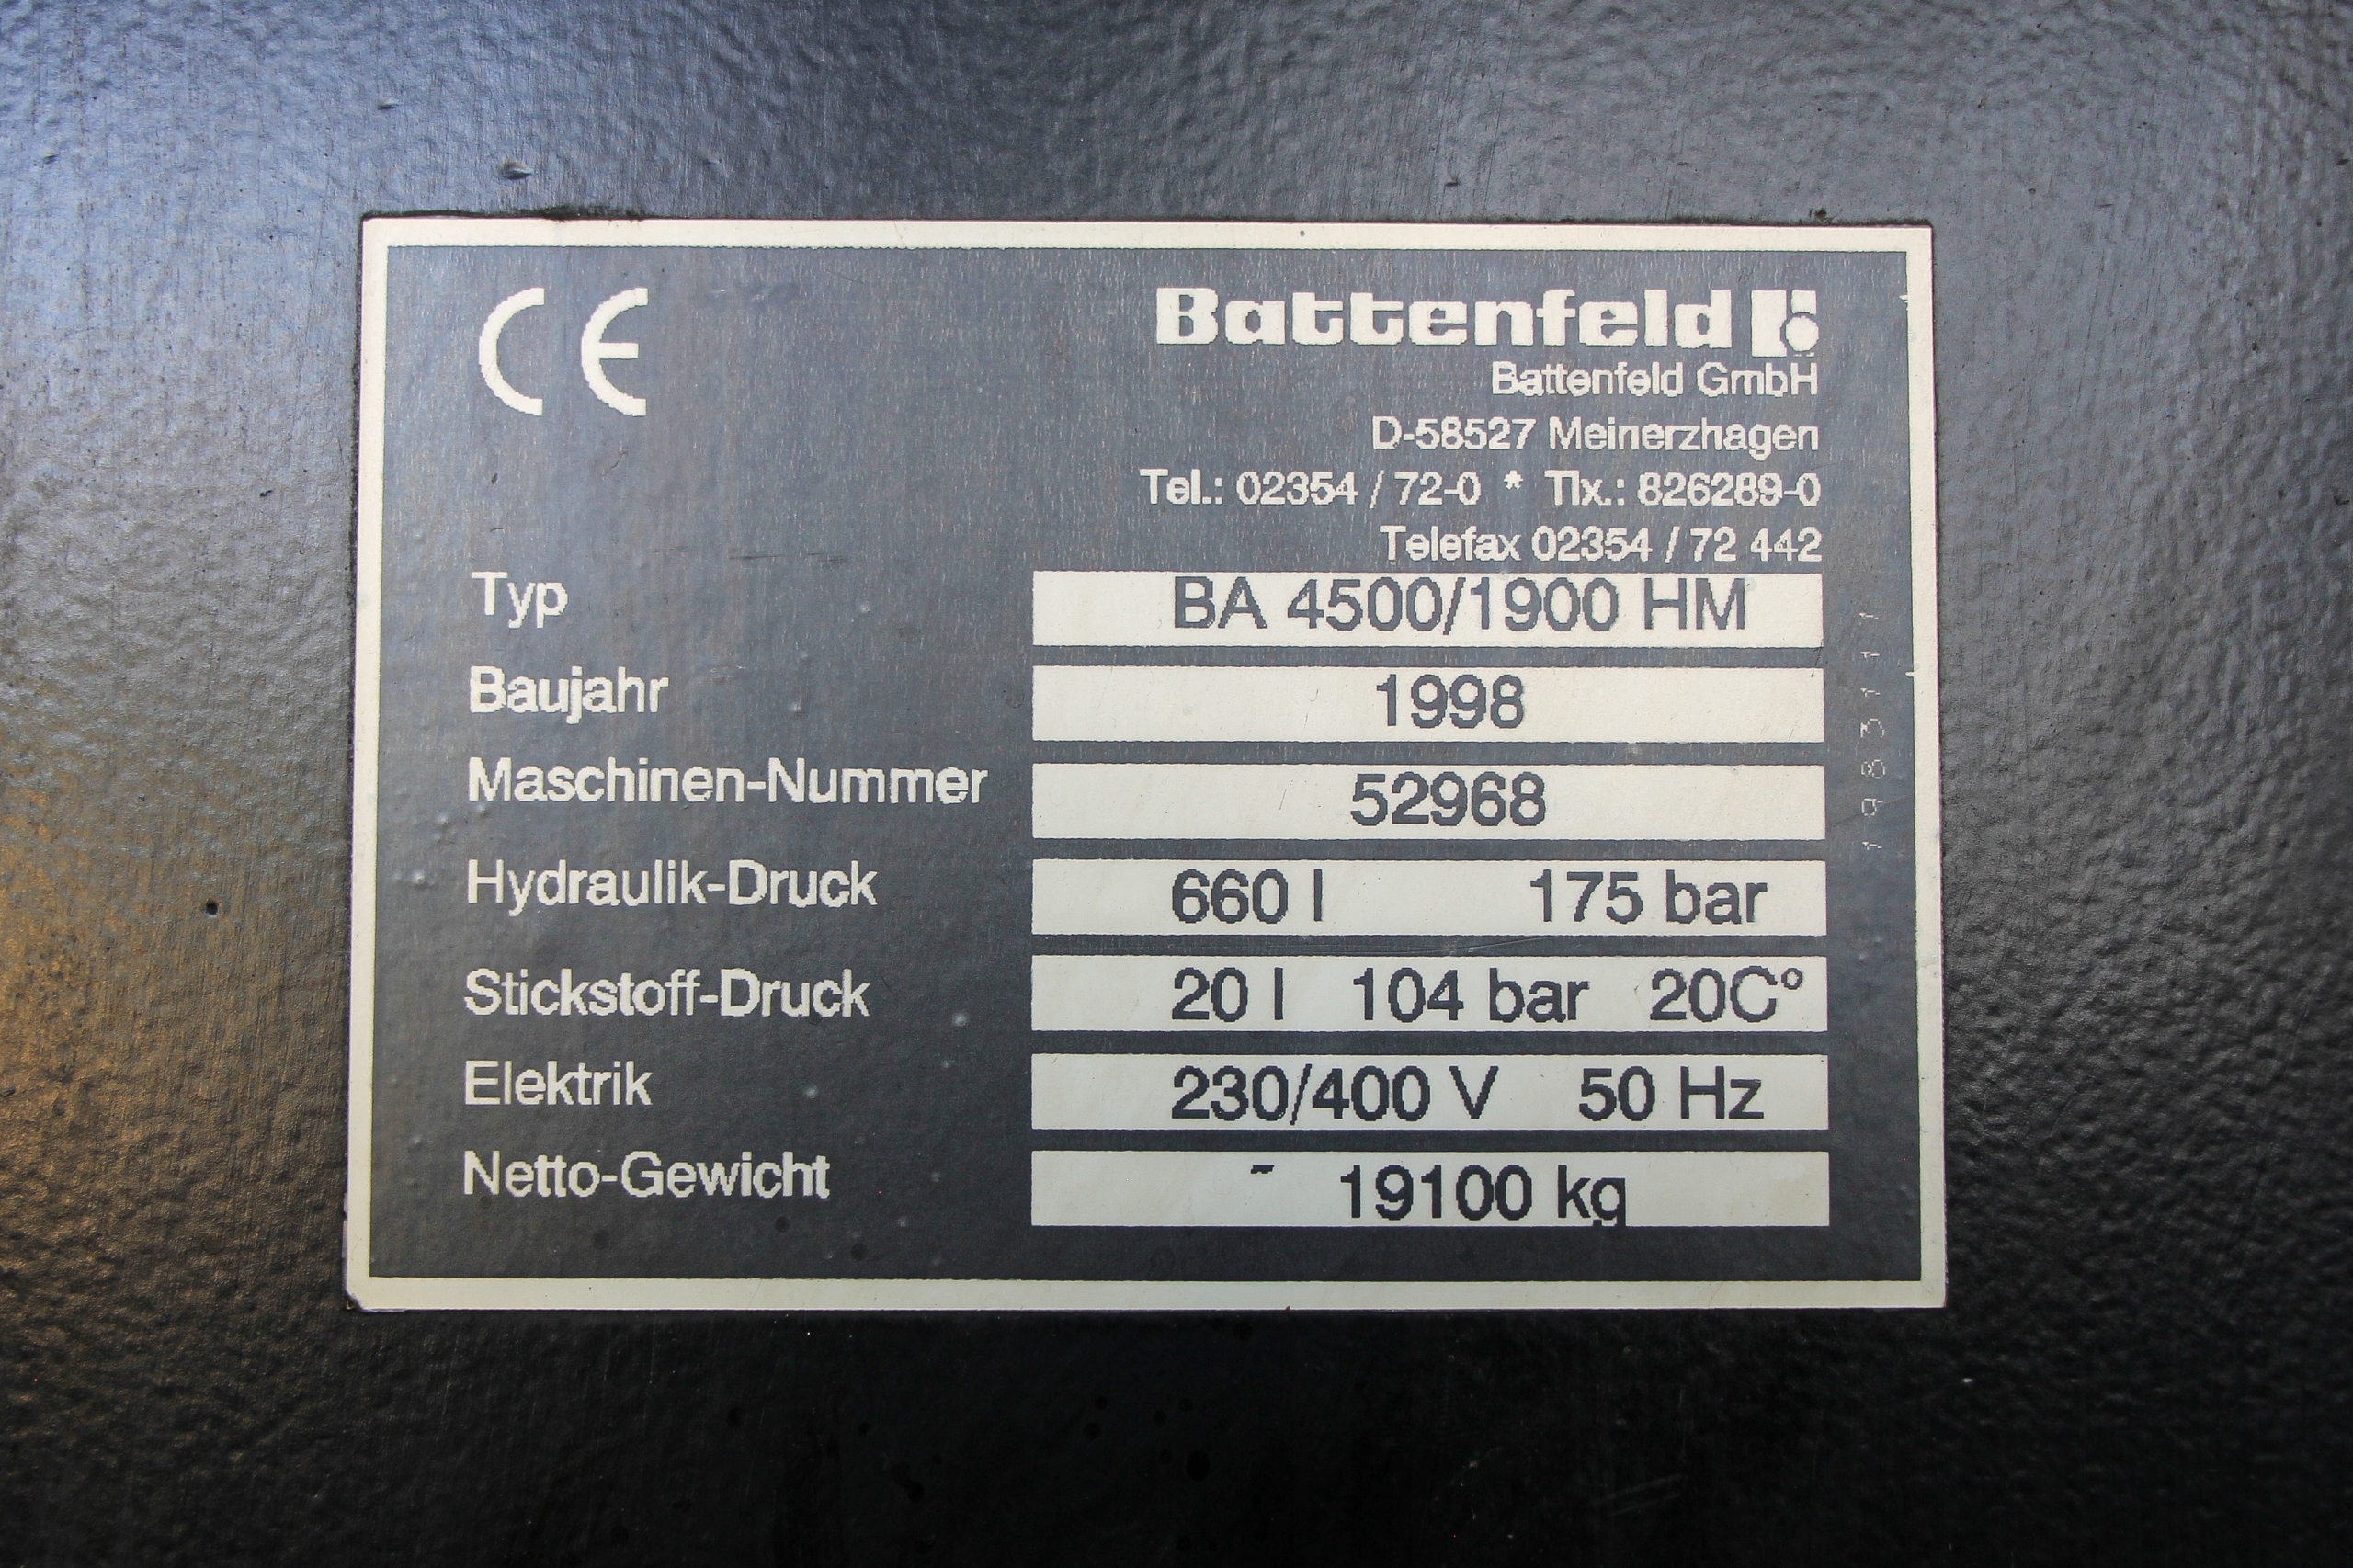 CE
Battenfeld
Battenfeld GmbH
D-58527 Meinerzhagen
Tel.: 02354 / 72-0 * Tlx.: 826289-0
Telefax 02354 / 72 442
Typ BA 4500/1900 HM
Baujahr 1998
Maschinen-Nummer 52968
Hydraulik-Druck 660 l 175 bar
Stickstoff-Druck 20 l 104 bar 20C°
Elektrik 230/400 V 50 Hz
Netto-Gewicht ~ 19100 kg
1983111